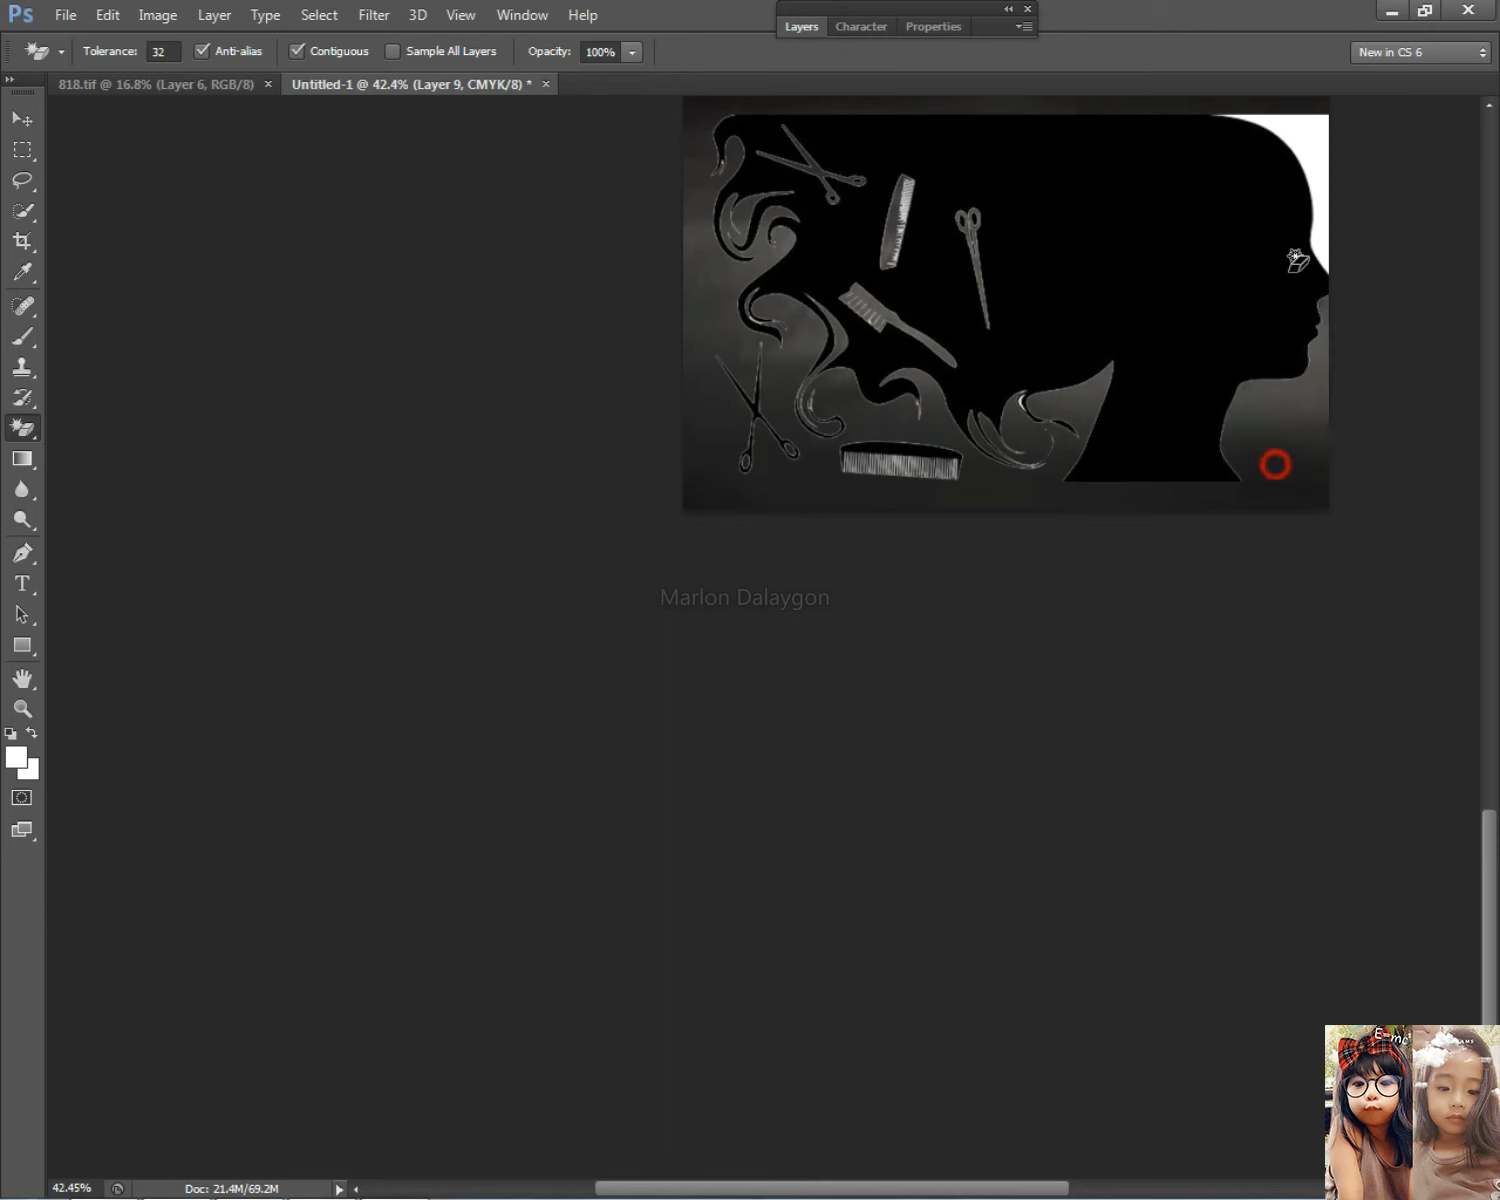 Ps File Edit Image Layer Type Select Filter 3D View Window Help
Layers Character Properties
Tolerance: 32 Anti-alias Contiguous Sample All Layers Opacity: 100% New in CS 6
818.tif @ 16.8% (Layer 6, RGB/8) × Untitled-1 @ 42.4% (Layer 9, CMYK/8) * ×
Marlon Dalaygon
T
42.45% Doc: 21.4M/69.2M